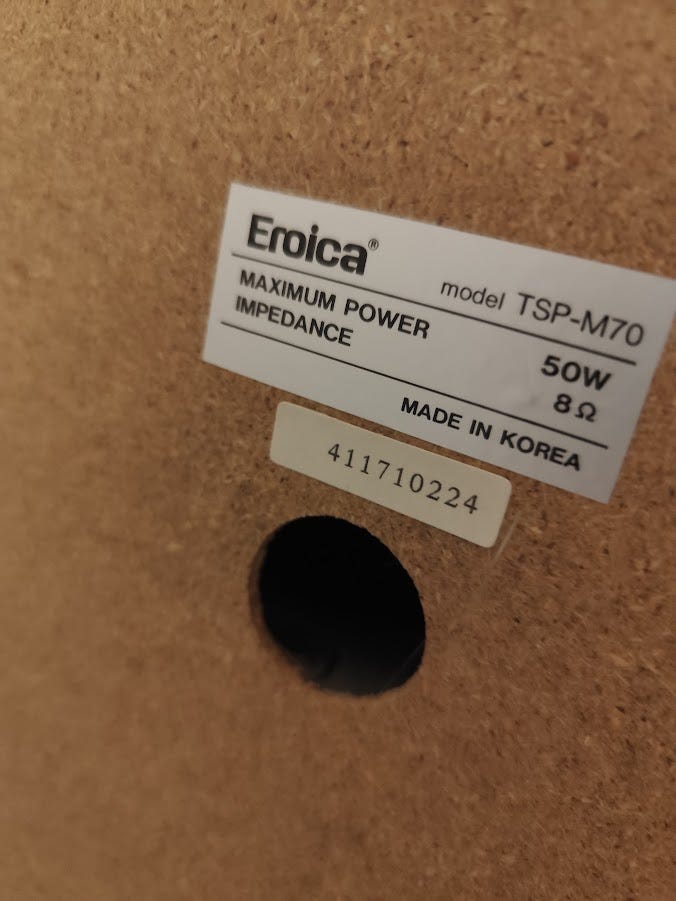 Eroica®
model TSP-M70
MAXIMUM POWER 50W
IMPEDANCE 8Ω
MADE IN KOREA
411710224